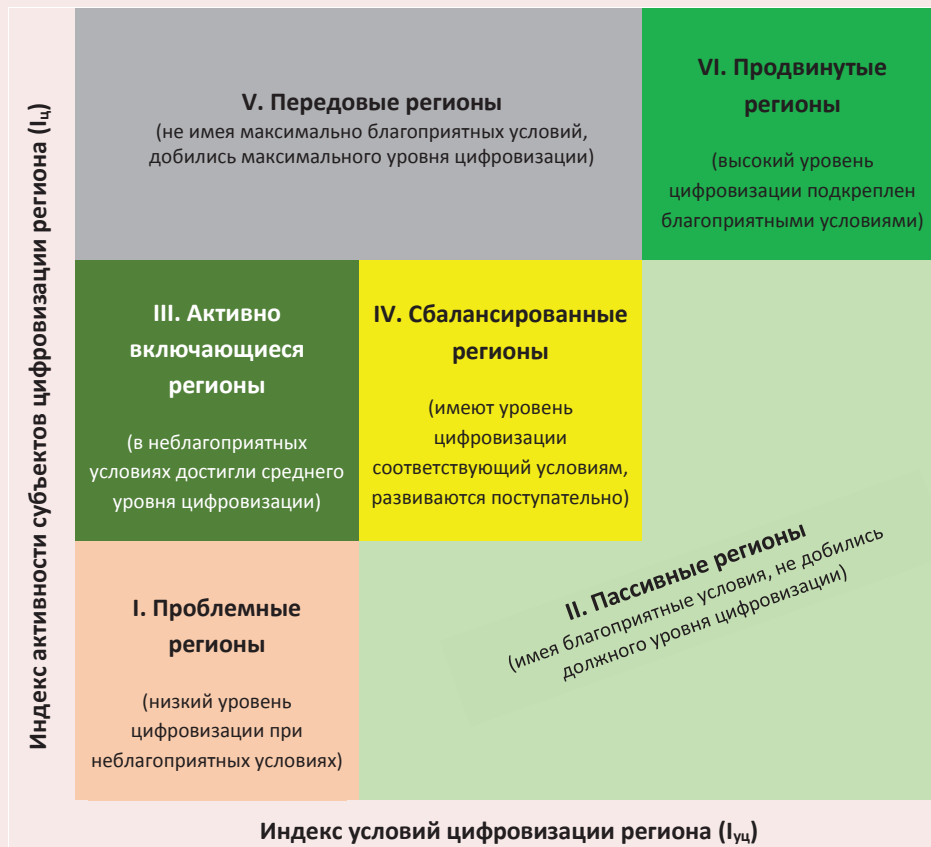 Индекс активности субъектов цифровизации региона (Iц)
V. Передовые регионы
(не имея максимально благоприятных условий,
добились максимального уровня цифровизации)
VI. Продвинутые
регионы
(высокий уровень
цифровизации подкреплен
благоприятными условиями)
III. Активно
включающиеся
регионы
(в неблагоприятных
условиях достигли среднего
уровня цифровизации)
IV. Сбалансированные
регионы
(имеют уровень
цифровизации
соответствующий условиям,
развиваются поступательно)
I. Проблемные
регионы
(низкий уровень
цифровизации при
неблагоприятных условиях)
II. Пассивные регионы
(имея благоприятные условия, не добились
должного уровня цифровизации)
Индекс условий цифровизации региона (Iуц)